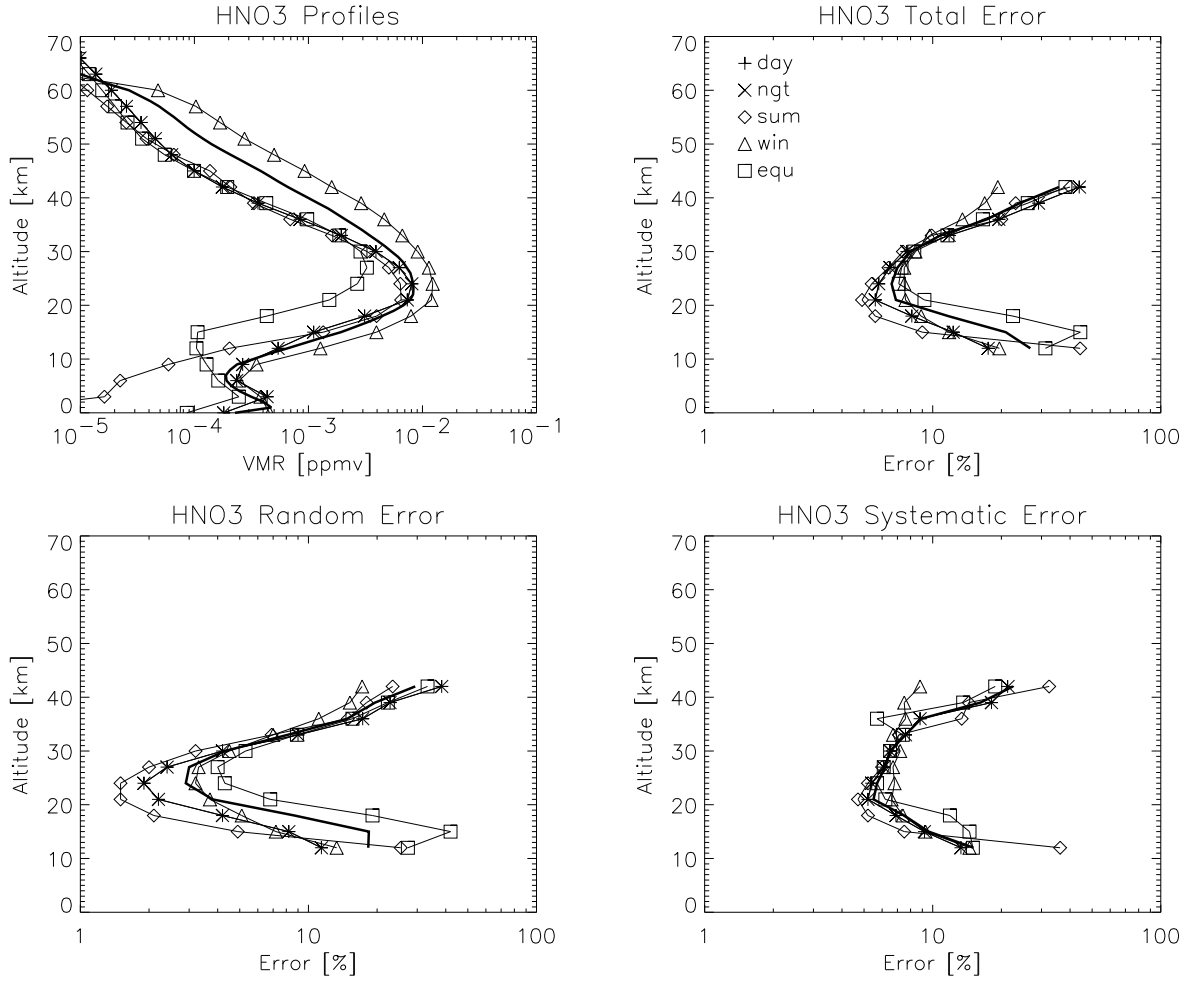 HNO3 Profiles
70
60
50
40
30
20
10
0
Altitude [km]
10⁻⁵ 10⁻⁴ 10⁻³ 10⁻² 10⁻¹
VMR [ppmv]
HNO3 Total Error
70
60
50
40
30
20
10
0
Altitude [km]
day
ngt
sum
win
equ
1 10 100
Error [%]
HNO3 Random Error
70
60
50
40
30
20
10
0
Altitude [km]
1 10 100
Error [%]
HNO3 Systematic Error
70
60
50
40
30
20
10
0
Altitude [km]
1 10 100
Error [%]